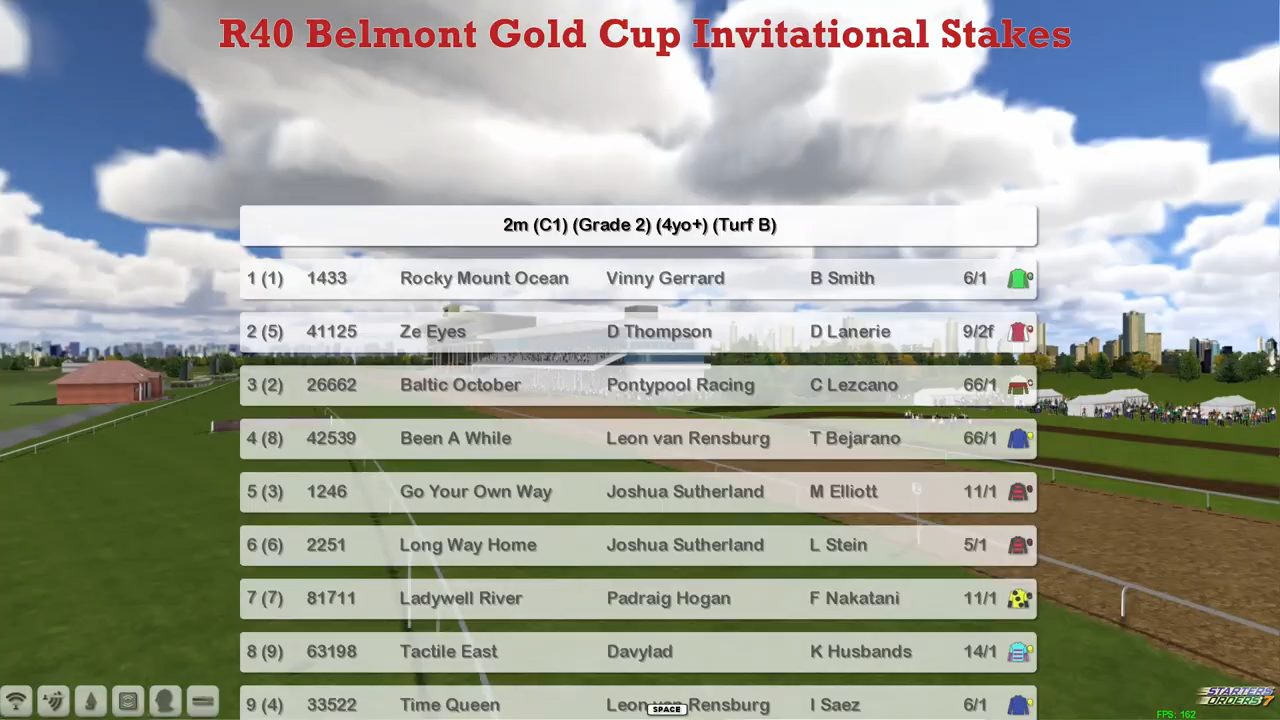 R40 Belmont Gold Cup Invitational Stakes
2m (C1) (Grade 2) (4yo+) (Turf B)
1 (1) 1433 Rocky Mount Ocean Vinny Gerrard B Smith 6/1
2 (5) 41125 Ze Eyes D Thompson D Lanerie 9/2f
3 (2) 26662 Baltic October Pontypool Racing C Lezcano 66/1
4 (8) 42539 Been A While Leon van Rensburg T Bejarano 66/1
5 (3) 1246 Go Your Own Way Joshua Sutherland M Elliott 11/1
6 (6) 2251 Long Way Home Joshua Sutherland L Stein 5/1
7 (7) 81711 Ladywell River Padraig Hogan F Nakatani 11/1
8 (9) 63198 Tactile East Davylad K Husbands 14/1
9 (4) 33522 Time Queen Leon van Rensburg I Saez 6/1
SPACE
STARTERS ORDERS 7
FPS: 162